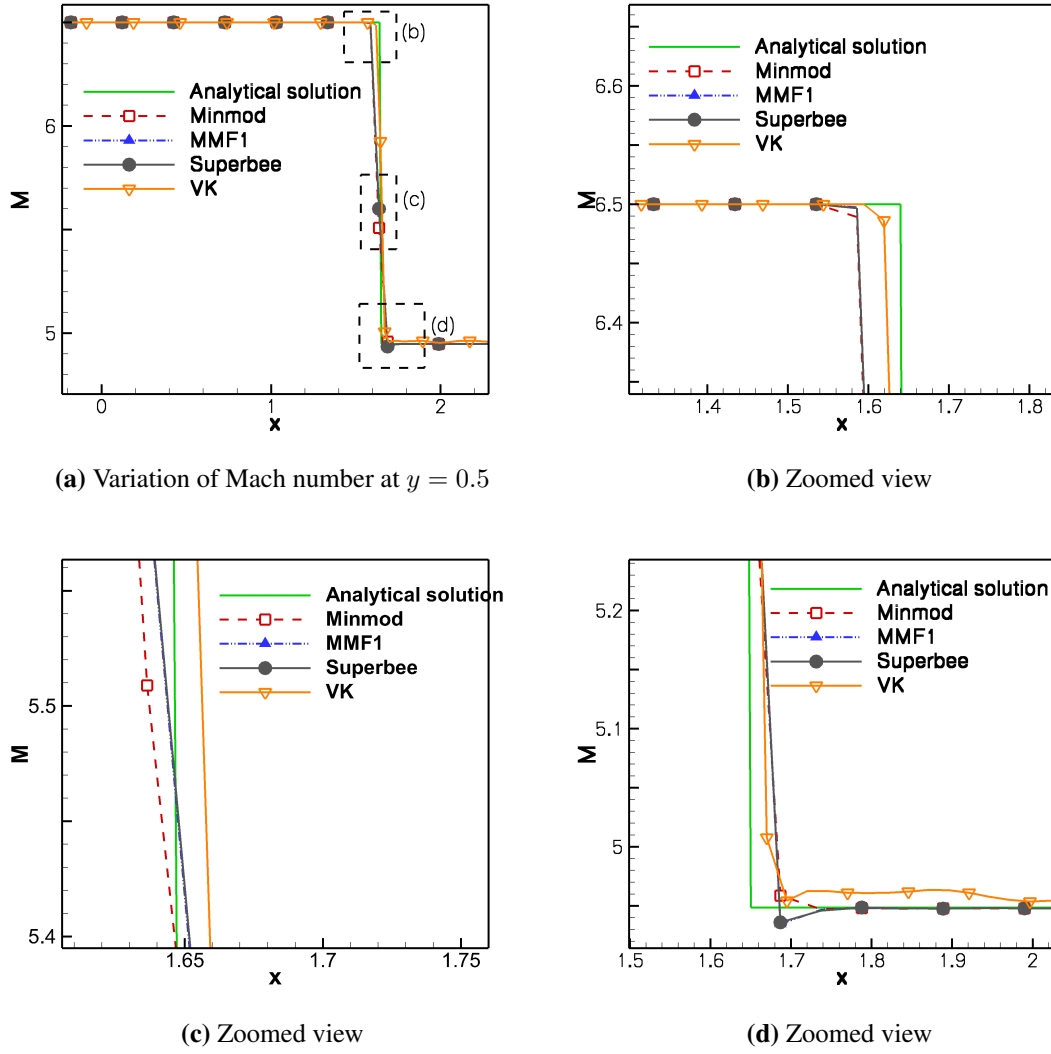 (b)
Analytical solution
Minmod
MMF1
Superbee
VK
(c)
(d)
M
6
5
0
1
2
x
(a) Variation of Mach number at y = 0.5
Analytical solution
Minmod
MMF1
Superbee
VK
M
6.6
6.5
6.4
1.4
1.5
1.6
1.7
1.8
x
(b) Zoomed view
Analytical solution
Minmod
MMF1
Superbee
VK
M
5.5
5.4
1.65
1.7
1.75
x
(c) Zoomed view
Analytical solution
Minmod
MMF1
Superbee
VK
M
5.2
5.1
5
1.5
1.6
1.7
1.8
1.9
2
x
(d) Zoomed view